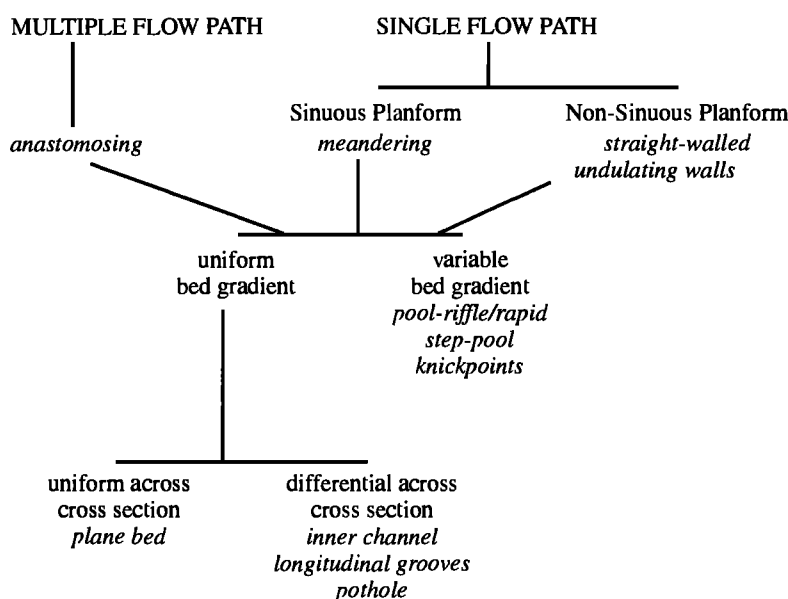 MULTIPLE FLOW PATH
SINGLE FLOW PATH
anastomosing
Sinuous Planform
meandering
Non-Sinuous Planform
straight-walled
undulating walls
uniform
bed gradient
variable
bed gradient
pool-riffle/rapid
step-pool
knickpoints
uniform across
cross section
plane bed
differential across
cross section
inner channel
longitudinal grooves
pothole